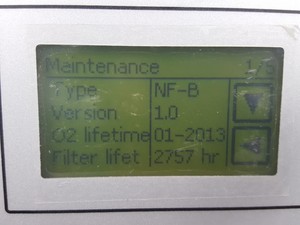 Maintenance 1/5
Type NF-B
Version 1.0
O2 lifetime 01-2013
Filter lifet 2757 hr